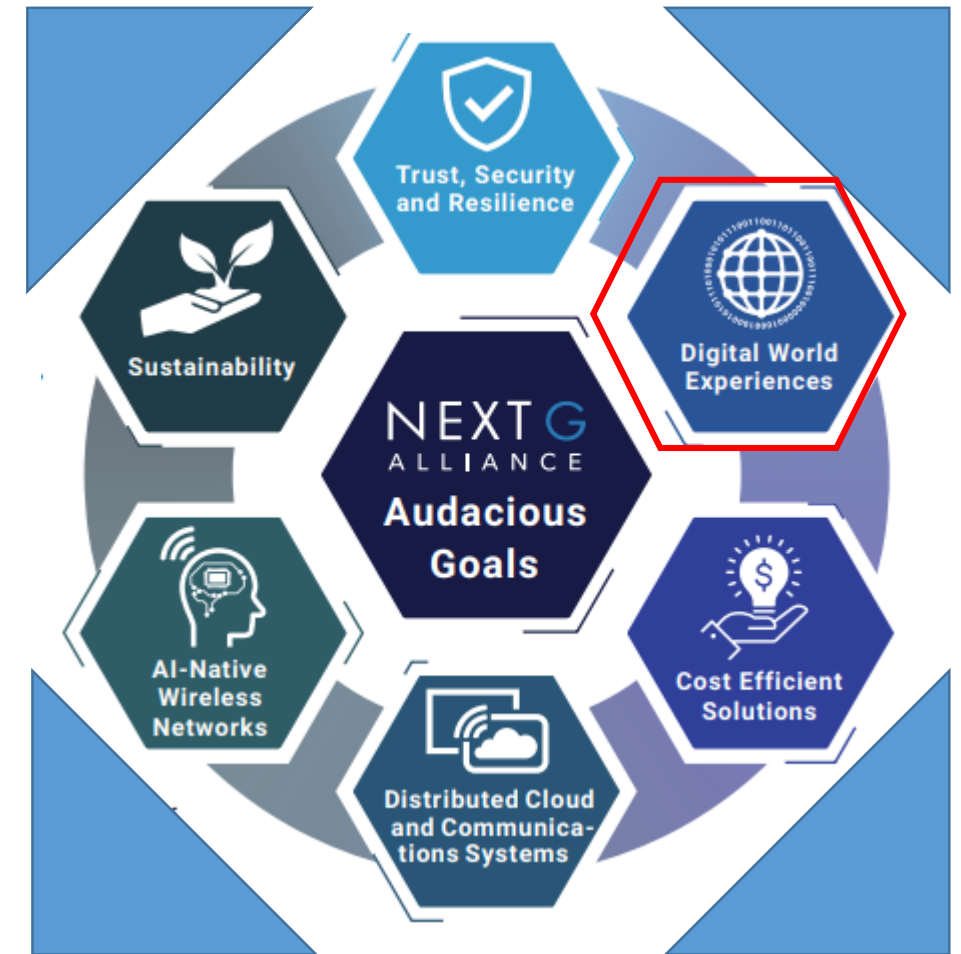 Trust, Security
and Resilience
Digital World
Experiences
Sustainability
NEXT G
ALLIANCE
Audacious
Goals
AI-Native
Wireless
Networks
Cost Efficient
Solutions
$
Distributed Cloud
and Communica-
tions Systems